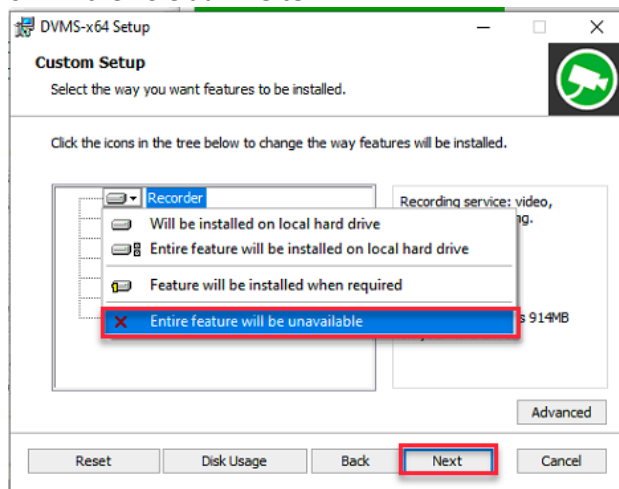 DVMS-x64 Setup
Custom Setup
Select the way you want features to be installed.
Click the icons in the tree below to change the way features will be installed.
Recorder
Recording service: video,
Will be installed on local hard drive
ng.
Entire feature will be installed on local hard drive
Feature will be installed when required
Entire feature will be unavailable
s 914MB
Advanced
Reset Disk Usage Back Next Cancel